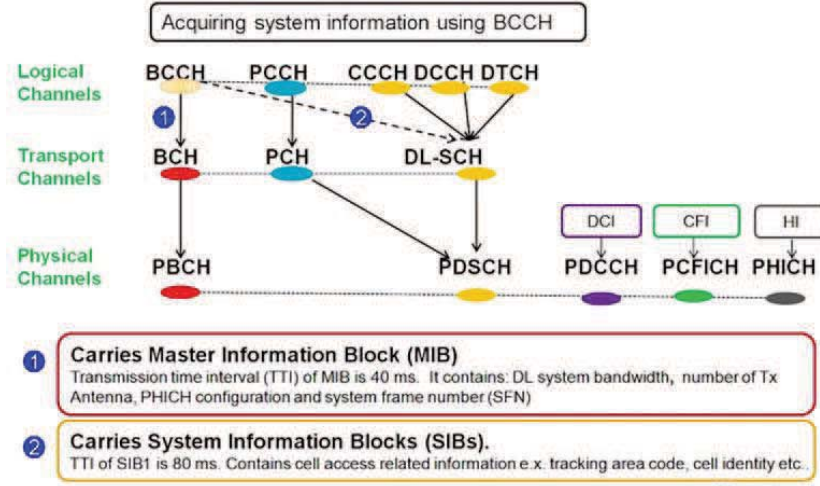 Acquiring system information using BCCH
Logical
Channels
BCCH PCCH CCCH DCCH DTCH
1
2
Transport
Channels
BCH PCH DL-SCH
DCI CFI HI
Physical
Channels
PBCH PDSCH PDCCH PCFICH PHICH
1 Carries Master Information Block (MIB)
Transmission time interval (TTI) of MIB is 40 ms. It contains: DL system bandwidth, number of Tx
Antenna, PHICH configuration and system frame number (SFN)
2 Carries System Information Blocks (SIBs).
TTI of SIB1 is 80 ms. Contains cell access related information e.x. tracking area code, cell identity etc..